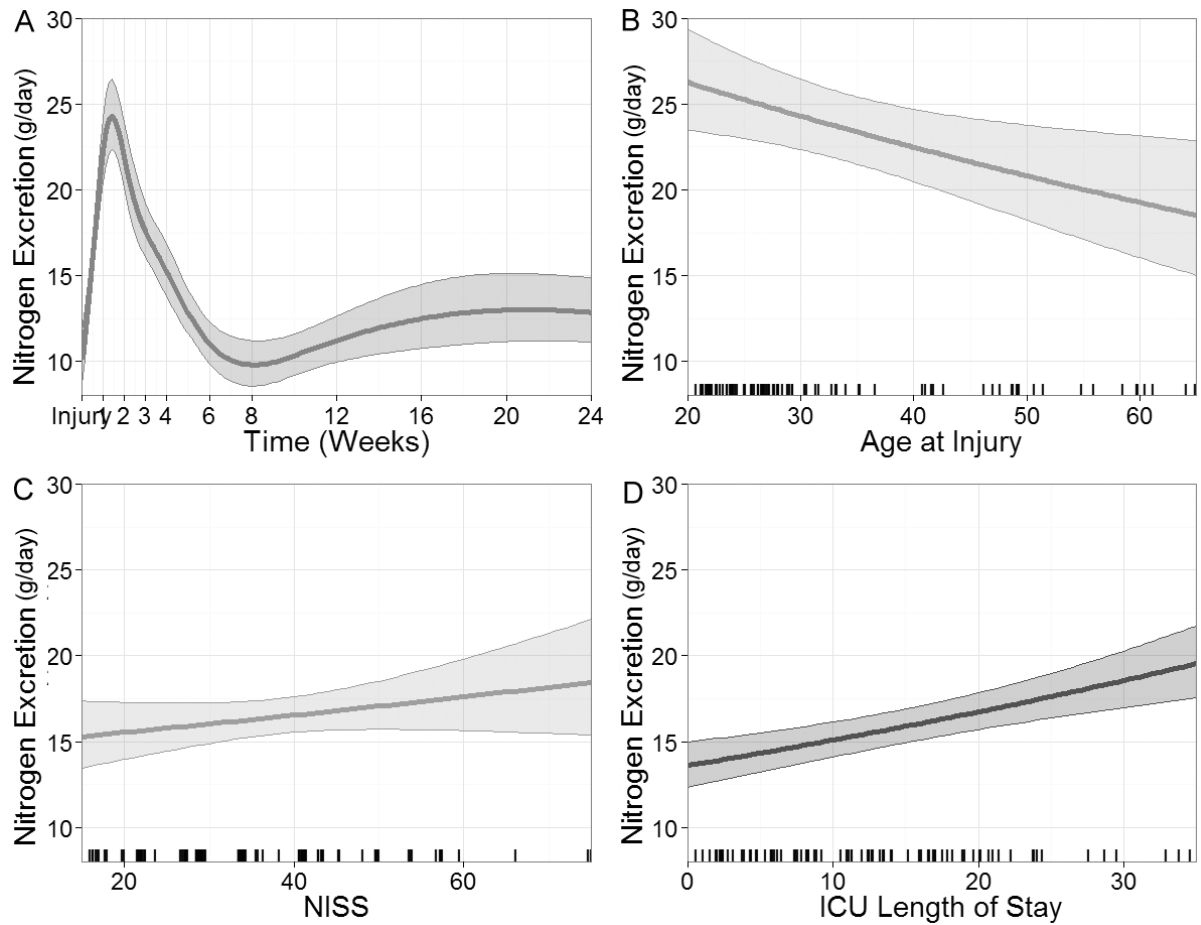 A
30
25
20
15
10
Nitrogen Excretion (g/day)
Injury 1 2 3 4 6 8 12 16 20 24
Time (Weeks)
B
30
25
20
15
10
Nitrogen Excretion (g/day)
20 30 40 50 60
Age at Injury
C
30
25
20
15
10
Nitrogen Excretion (g/day)
20 40 60
NISS
D
30
25
20
15
10
Nitrogen Excretion (g/day)
0 10 20 30
ICU Length of Stay